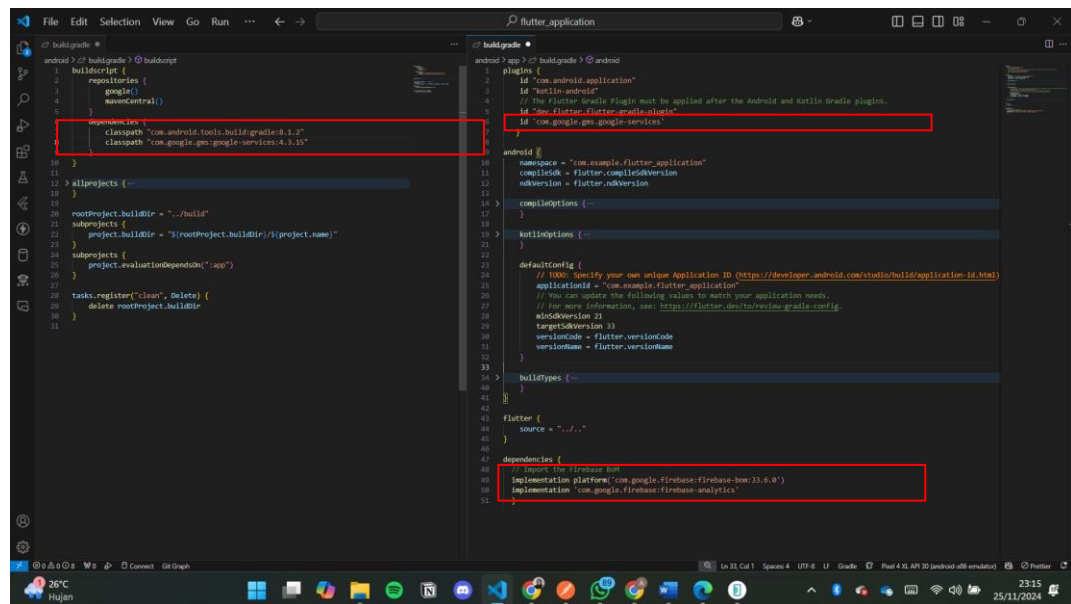 File Edit Selection View Go Run ··· ← →
flutter_application
build.gradle ●
android > build.gradle > buildscript
1 buildscript {
2 repositories {
3 google()
4 mavenCentral()
5 }
6 dependencies {
7 classpath "com.android.tools.build:gradle:8.1.2"
8 classpath "com.google.gms:google-services:4.3.15"
9 }
10 }
11
12 > allprojects { ···
18 }
19
20 rootProject.buildDir = "../build"
21 subprojects {
22 project.buildDir = "${rootProject.buildDir}/${project.name}"
23 }
24 subprojects {
25 project.evaluationDependsOn(":app")
26 }
27
28 tasks.register("clean", Delete) {
29 delete rootProject.buildDir
30 }
31
build.gradle ●
android > app > build.gradle > android
1 plugins {
2 id "com.android.application"
3 id "kotlin-android"
4 // The Flutter Gradle Plugin must be applied after the Android and Kotlin Gradle plugins.
5 id "dev.flutter.flutter-gradle-plugin"
6 id 'com.google.gms.google-services'
7 }
8
9 android {
10 namespace = "com.example.flutter_application"
11 compileSdk = flutter.compileSdkVersion
12 ndkVersion = flutter.ndkVersion
13
14 > compileOptions { ···
17 }
18
19 > kotlinOptions { ···
21 }
22
23 defaultConfig {
24 // TODO: Specify your own unique Application ID (https://developer.android.com/studio/build/application-id.html)
25 applicationId = "com.example.flutter_application"
26 // You can update the following values to match your application needs.
27 // For more information, see: https://flutter.dev/to/review-gradle-config.
28 minSdkVersion 21
29 targetSdkVersion 33
30 versionCode = flutter.versionCode
31 versionName = flutter.versionName
32 }
33
34 > buildTypes { ···
40 }
41 }
42
43 flutter {
44 source = "../.."
45 }
46
47 dependencies {
48 // Import the Firebase BoM
49 implementation platform('com.google.firebase:firebase-bom:33.6.0')
50 implementation 'com.google.firebase:firebase-analytics'
51 }
0 0 8 0 Connect Git Graph
Ln 33, Col 1 Spaces: 4 UTF-8 LF Gradle Pixel 4 XL API 30 (android-x86 emulator) Prettier
1 26°C
Hujan
89
23:15
25/11/2024